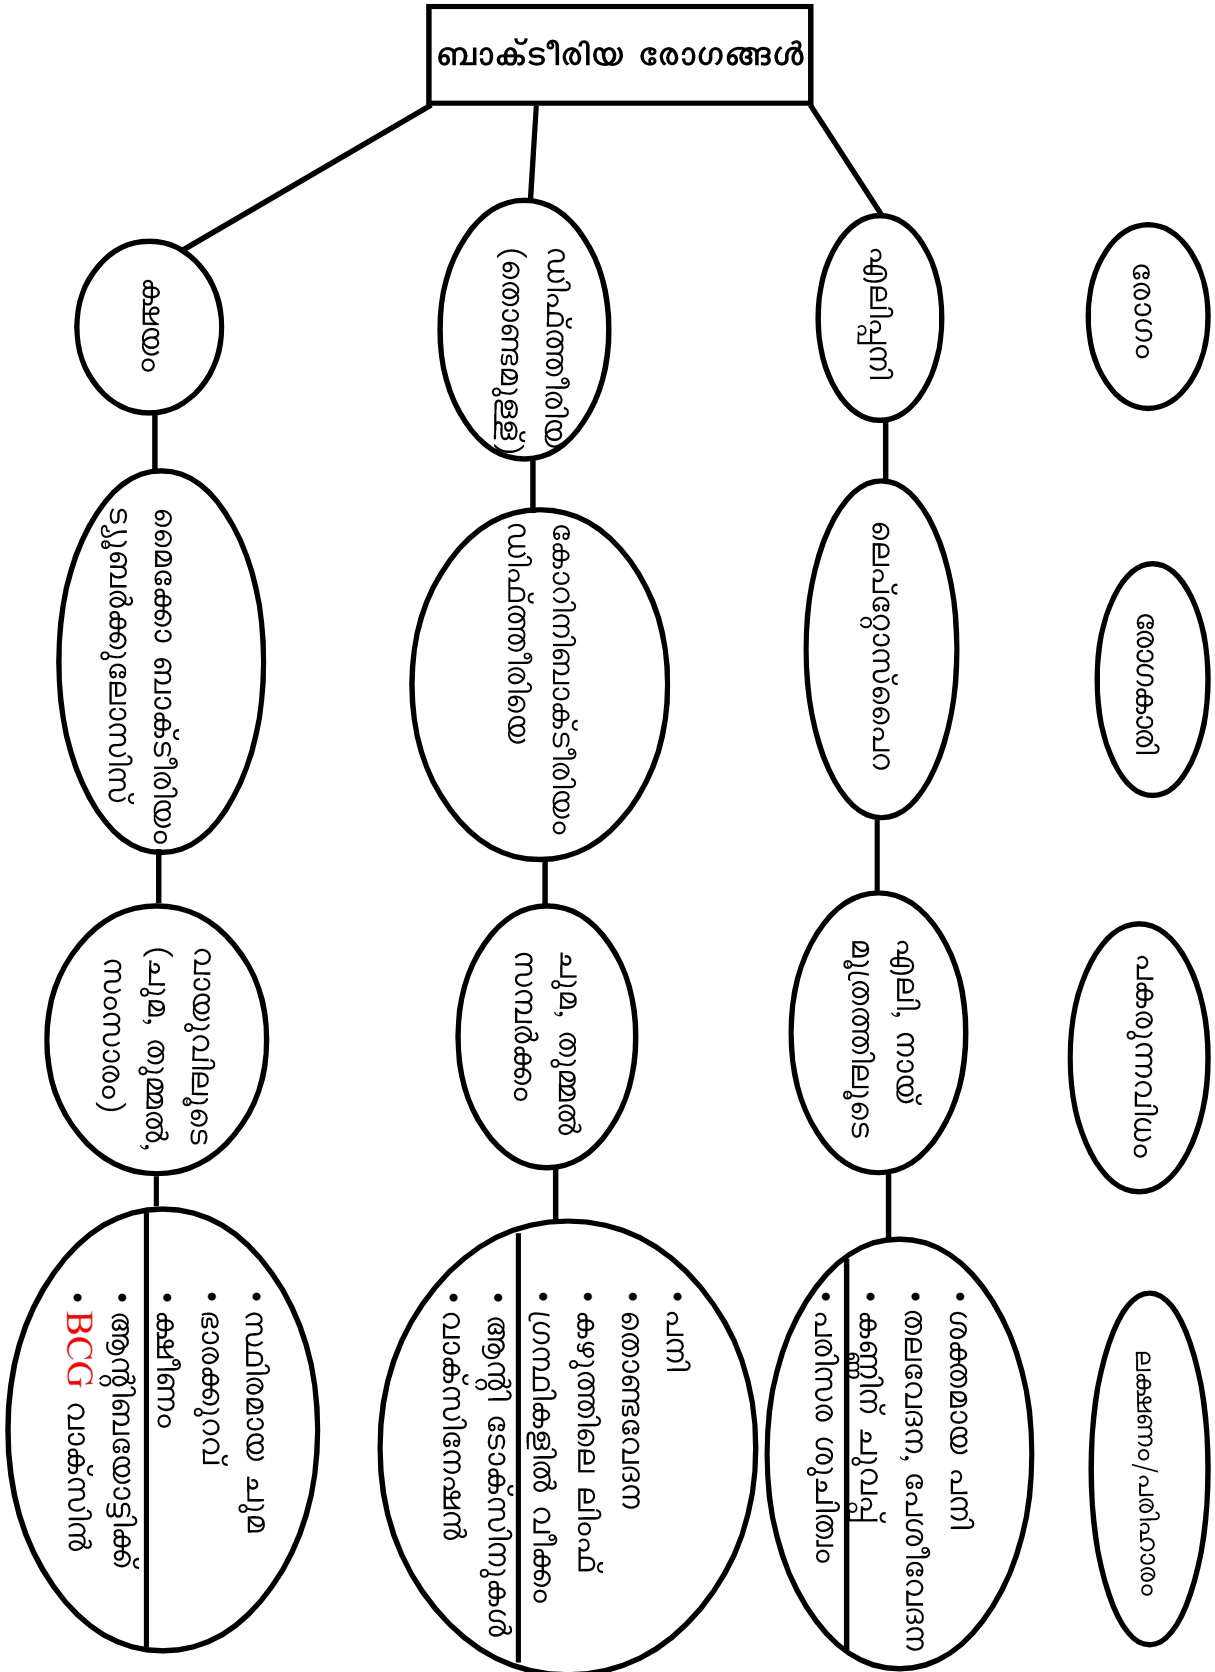 ബാക്ടീരിയ രോഗങ്ങൾ
രോഗം
രോഗകാരി
പകരുന്നവിധം
ലക്ഷണം/പരിഹാരം
എലിപ്പനി
ലെപ്റ്റോസ്പൈറ
എലി, നായ്
മൂത്രത്തിലൂടെ
• ശക്തമായ പനി
• തലവേദന, പേശീവേദന
• കണ്ണിന് ചുവപ്പ്
• പരിസര ശുചിത്വം
ഡിഫ്ത്തീരിയ
(തൊണ്ടമുള്ള്)
കോറിനിബാക്ടീരിയം
ഡിഫ്ത്തീരിയെ
ചുമ, തുമ്മൽ
സമ്പർക്കം
• പനി
• തൊണ്ടവേദന
• കഴുത്തിലെ ലിംഫ്
• ഗ്രന്ഥികളിൽ വീക്കം
• ആന്റി ടോക്സിനുകൾ
• വാക്സിനേഷൻ
ക്ഷയം
മൈക്കോ ബാക്ടീരിയം
ട്യൂബർക്കുലോസിസ്
വായുവിലൂടെ
(ചുമ, തുമ്മൽ,
സംസാരം)
• സ്ഥിരമായ ചുമ
• ഭാരക്കുറവ്
• ക്ഷീണം
• ആന്റിബയോട്ടിക്ക്
• BCG വാക്സിൻ